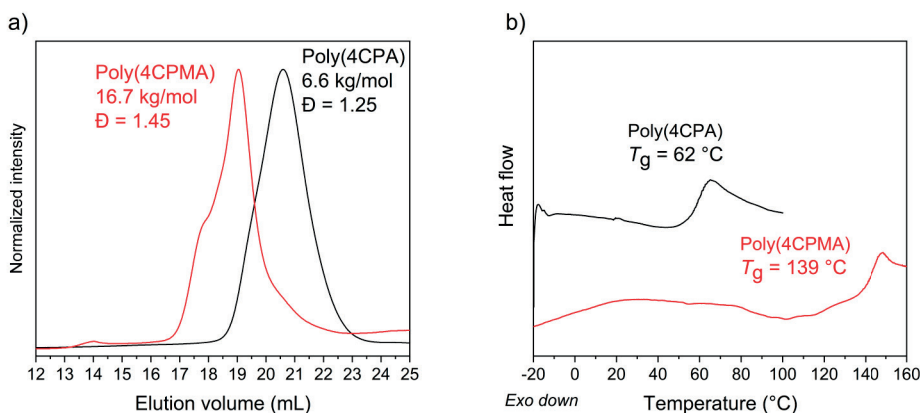 a)
Normalized intensity
Poly(4CPMA)
16.7 kg/mol
Đ = 1.45
Poly(4CPA)
6.6 kg/mol
Đ = 1.25
12 13 14 15 16 17 18 19 20 21 22 23 24 25
Elution volume (mL)
b)
Heat flow
Poly(4CPA)
Tg = 62 °C
Poly(4CPMA)
Tg = 139 °C
-20 0 20 40 60 80 100 120 140 160
Exo down
Temperature (°C)